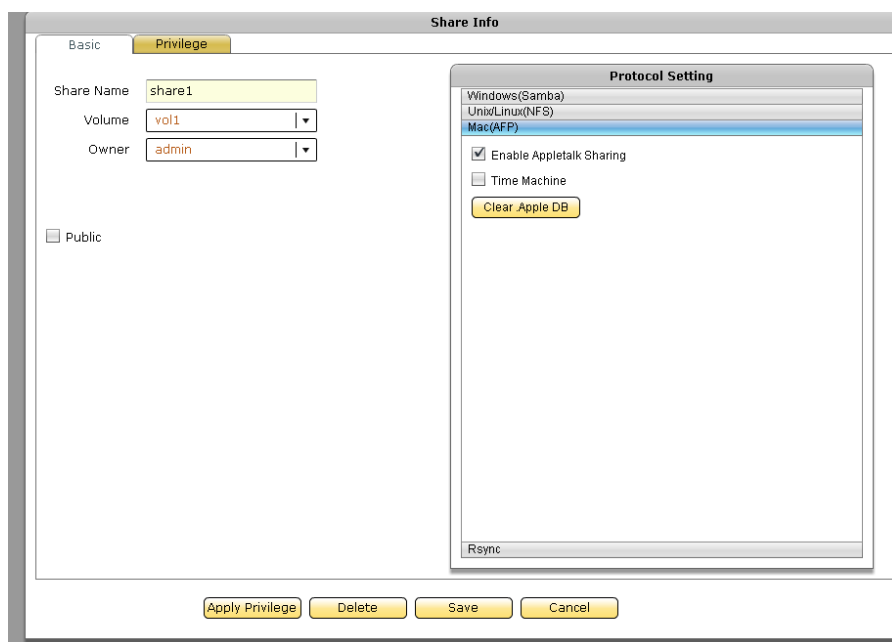 Share Info
Basic
Privilege
Share Name
share1
Volume
vol1
Owner
admin
Public
Protocol Setting
Windows(Samba)
Unix/Linux(NFS)
Mac(AFP)
Enable Appletalk Sharing
Time Machine
Clear .Apple DB
Rsync
Apply Privilege
Delete
Save
Cancel